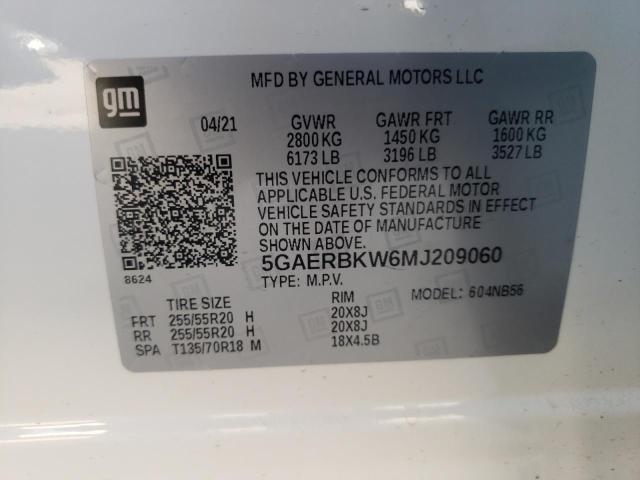 gm
MFD BY GENERAL MOTORS LLC
04/21 GVWR GAWR FRT GAWR RR
2800 KG 1450 KG 1600 KG
6173 LB 3196 LB 3527 LB
THIS VEHICLE CONFORMS TO ALL
APPLICABLE U.S. FEDERAL MOTOR
VEHICLE SAFETY STANDARDS IN EFFECT
ON THE DATE OF MANUFACTURE
SHOWN ABOVE.
8624
5GAERBKW6MJ209060
TYPE: M.P.V. MODEL: 604NB56
TIRE SIZE RIM
FRT 255/55R20 H 20X8J
RR 255/55R20 H 20X8J
SPA T135/70R18 M 18X4.5B